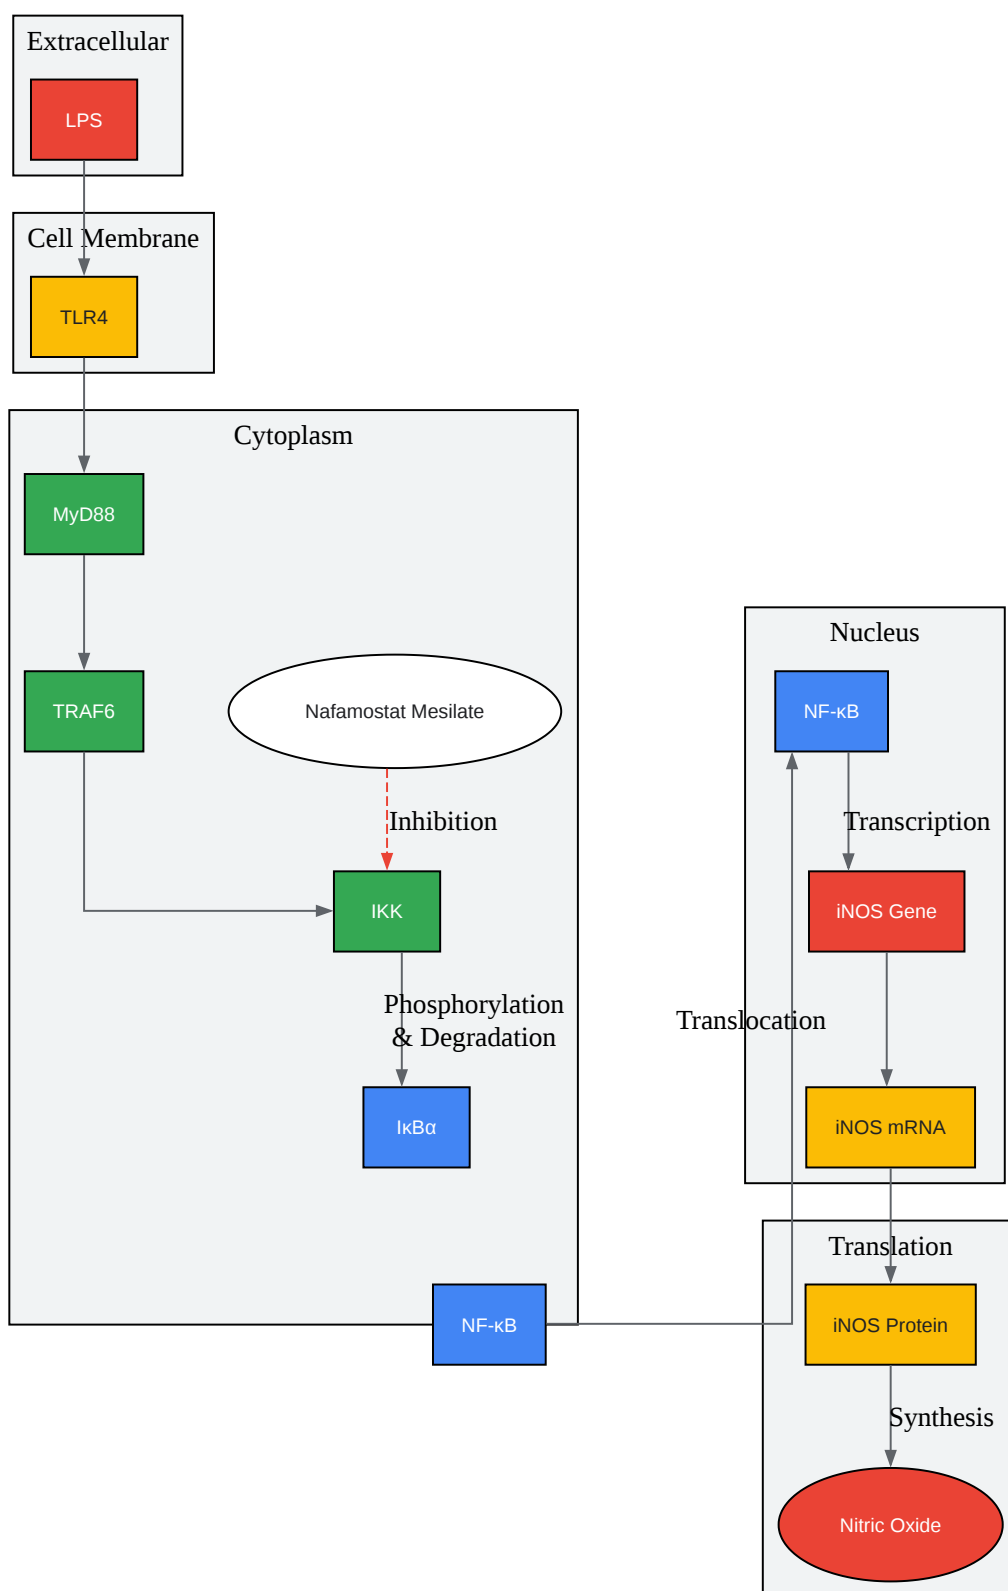 Extracellular
LPS
Cell Membrane
TLR4
Cytoplasm
MyD88
TRAF6
Nafamostat Mesilate
Inhibition
IKK
Phosphorylation
& Degradation
IκBα
NF-κB
Translocation
Nucleus
NF-κB
Transcription
iNOS Gene
iNOS mRNA
Translation
iNOS Protein
Synthesis
Nitric Oxide